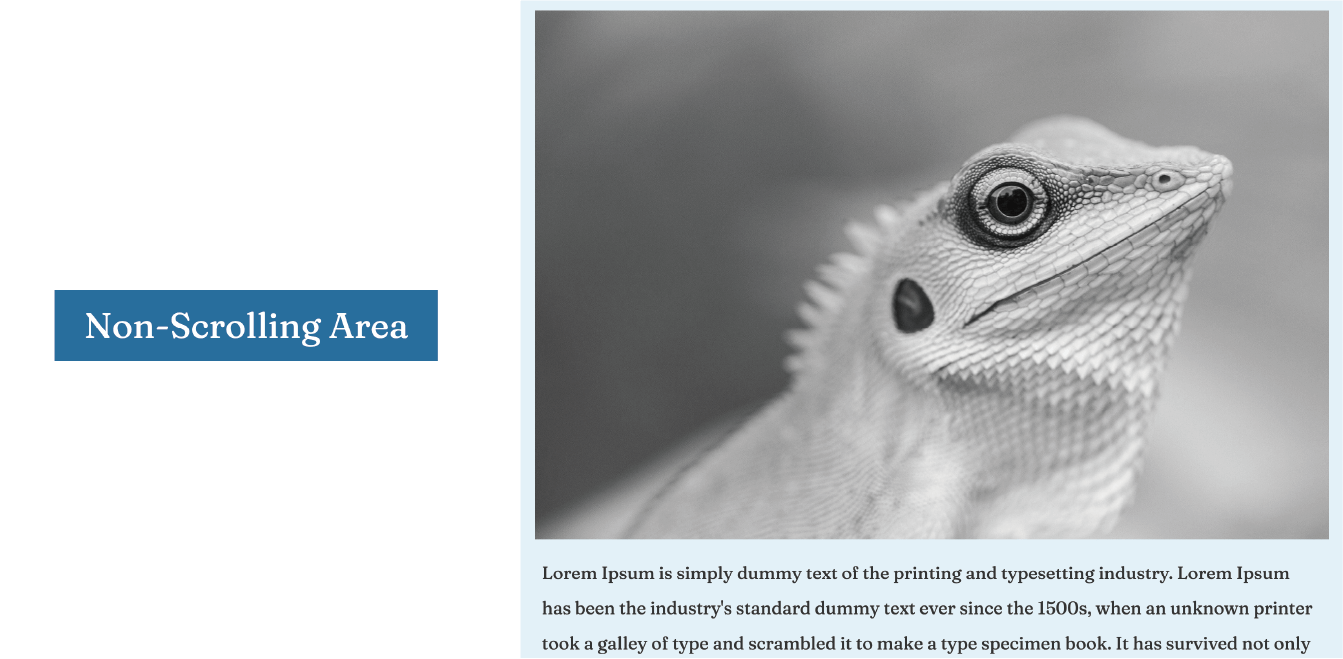 Non-Scrolling Area
Lorem Ipsum is simply dummy text of the printing and typesetting industry. Lorem Ipsum
has been the industry's standard dummy text ever since the 1500s, when an unknown printer
took a galley of type and scrambled it to make a type specimen book. It has survived not only